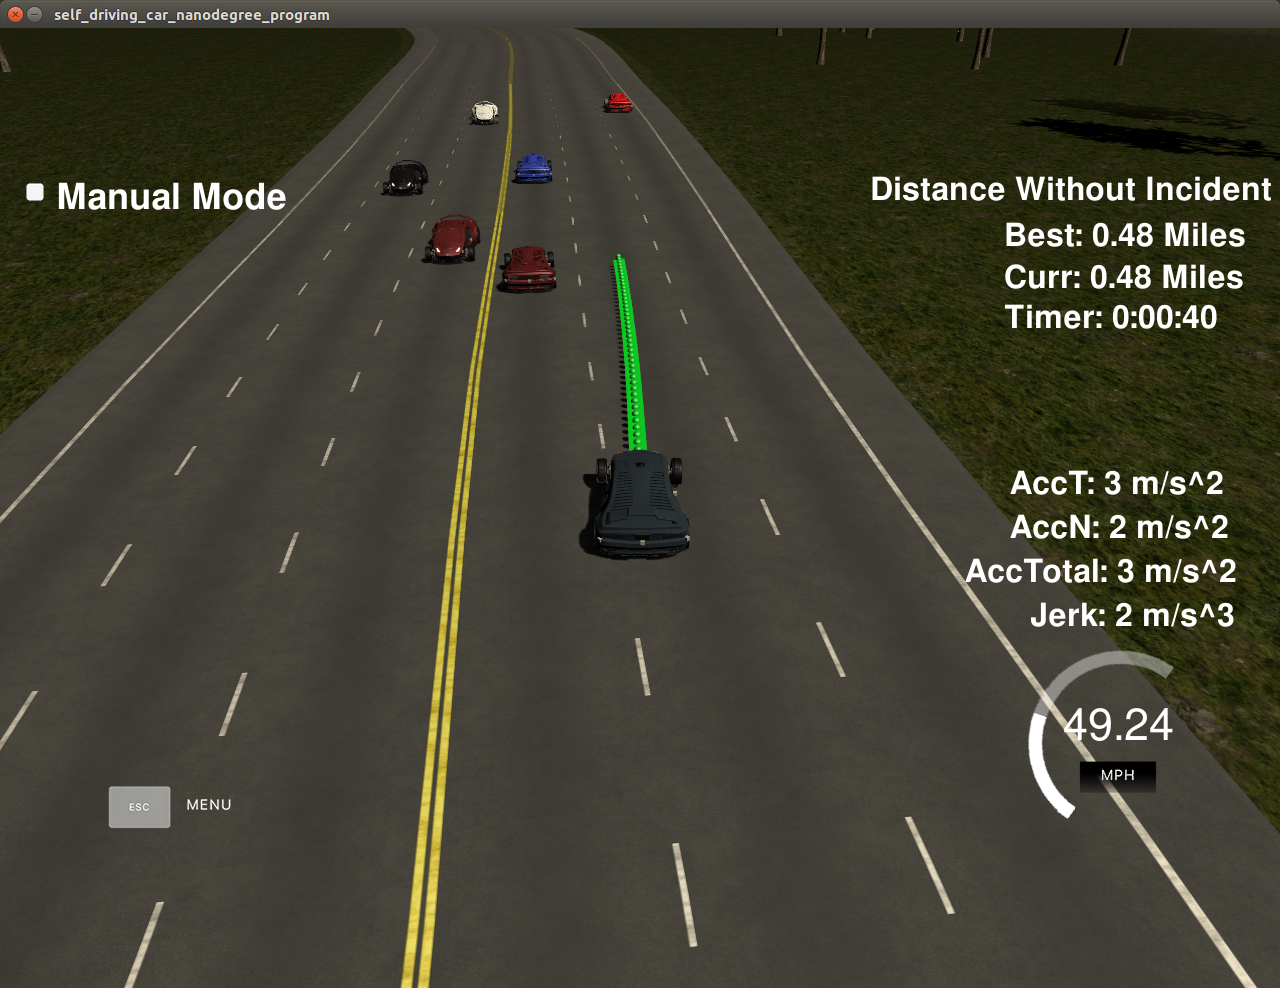 self_driving_car_nanodegree_program
Manual Mode
Distance Without Incident
Best: 0.48 Miles
Curr: 0.48 Miles
Timer: 0:00:40
AccT: 3 m/s^2
AccN: 2 m/s^2
AccTotal: 3 m/s^2
Jerk: 2 m/s^3
49.24
MPH
ESC MENU